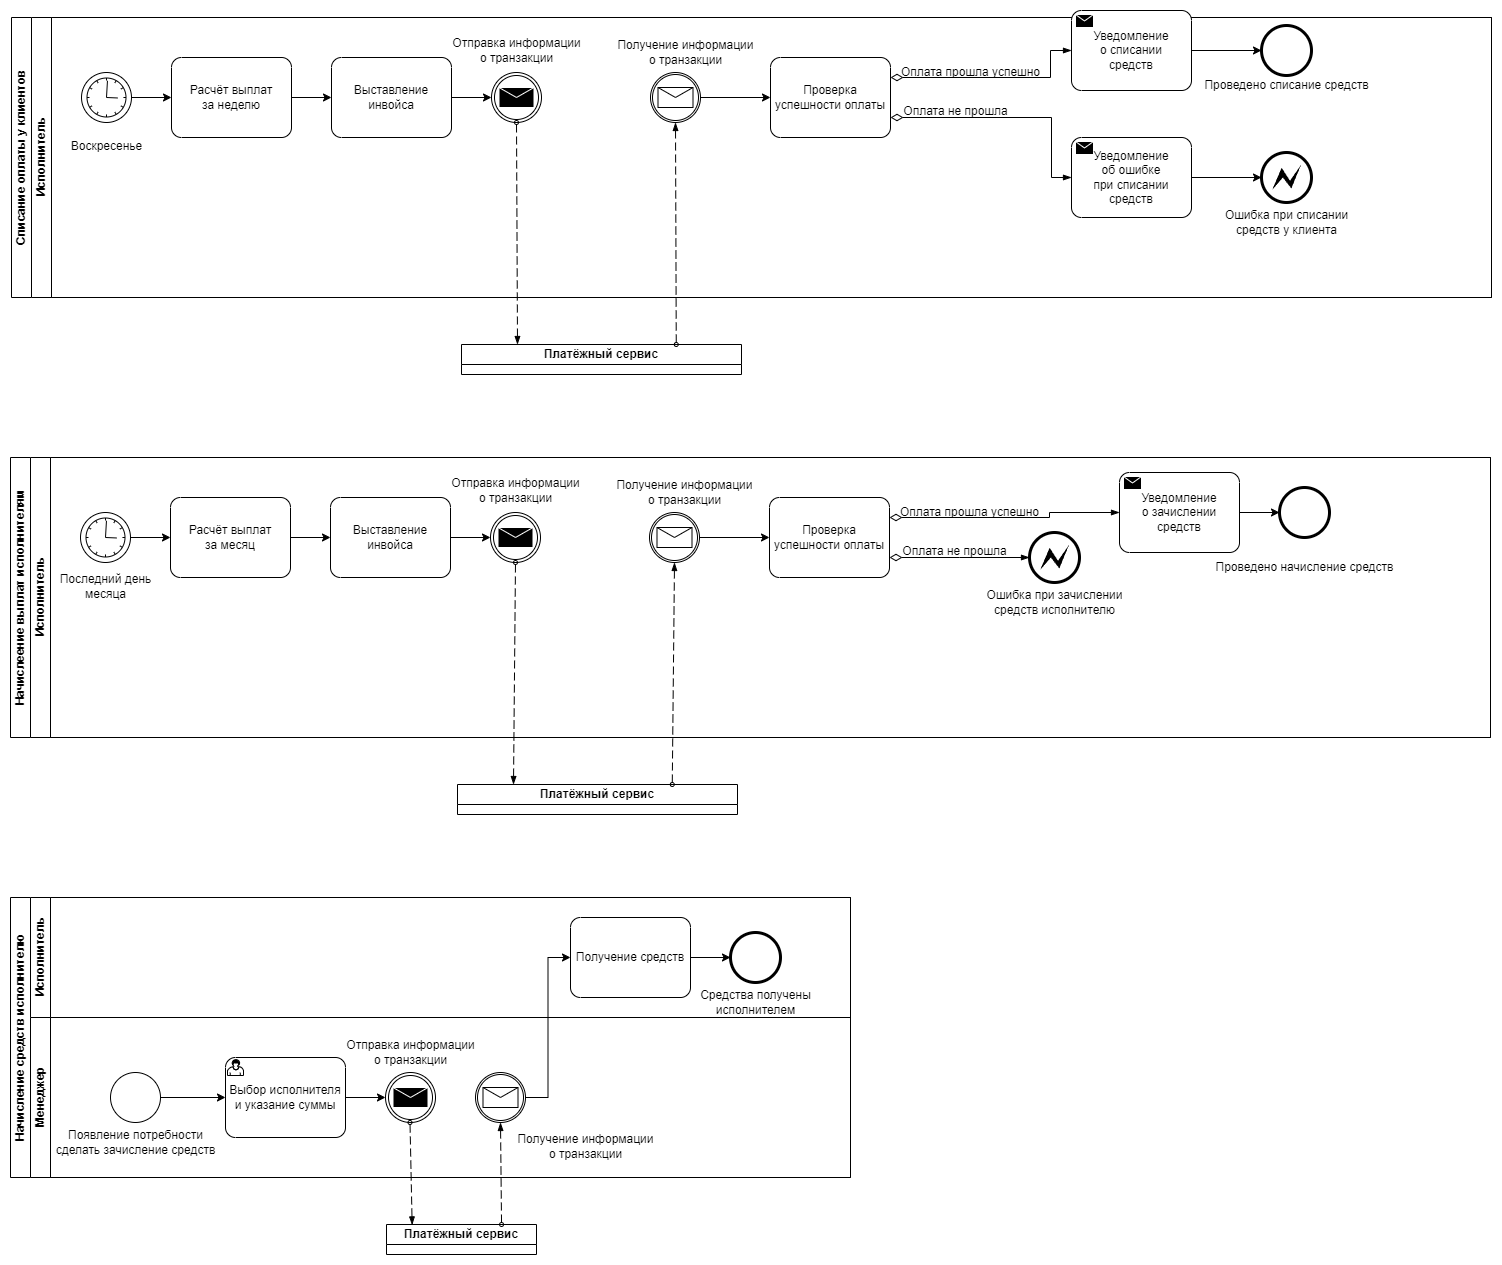 Списание оплаты у клиентов
Исполнитель
Воскресенье
Расчёт выплат
за неделю
Выставление
инвойса
Отправка информации
о транзакции
Получение информации
о транзакции
Проверка
успешности оплаты
Оплата прошла успешно
Оплата не прошла
Уведомление
о списании
средств
Проведено списание средств
Уведомление
об ошибке
при списании
средств
Ошибка при списании
средств у клиента
Платёжный сервис
Начислеение выплат исполнителям
Исполнитель
Последний день
месяца
Расчёт выплат
за месяц
Выставление
инвойса
Отправка информации
о транзакции
Получение информации
о транзакции
Проверка
успешности оплаты
Оплата прошла успешно
Оплата не прошла
Ошибка при зачислении
средств исполнителю
Уведомление
о зачислении
средств
Проведено начисление средств
Платёжный сервис
Начисление средств исполнителю
Исполнитель
Получение средств
Средства получены
исполнителем
Менеджер
Появление потребности
сделать зачисление средств
Выбор исполнителя
и указание суммы
Отправка информации
о транзакции
Получение информации
о транзакции
Платёжный сервис